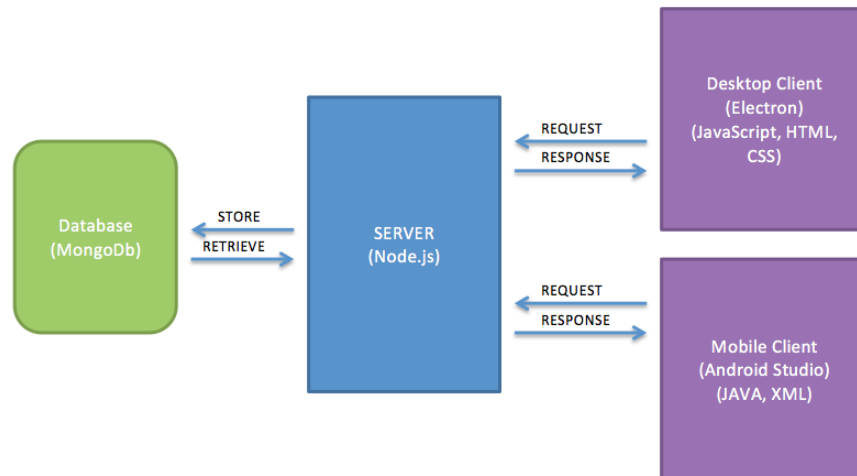 Database
(MongoDb)
STORE
RETRIEVE
SERVER
(Node.js)
REQUEST
RESPONSE
Desktop Client
(Electron)
(JavaScript, HTML,
CSS)
REQUEST
RESPONSE
Mobile Client
(Android Studio)
(JAVA, XML)